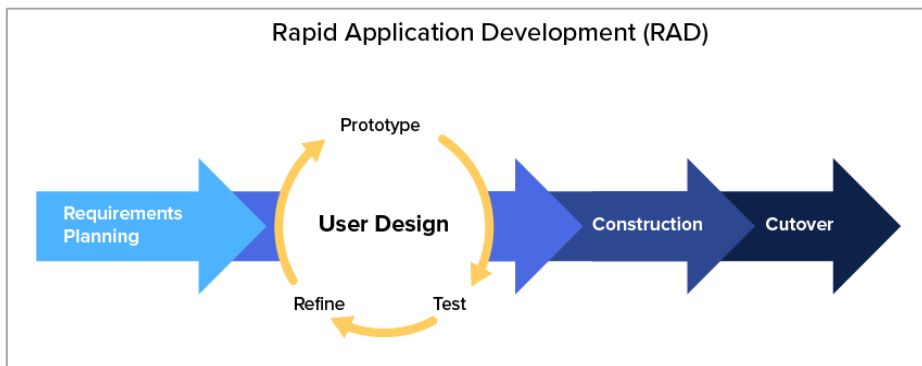 Rapid Application Development (RAD)
Prototype
Requirements
Planning
User Design
Construction
Cutover
Refine
Test